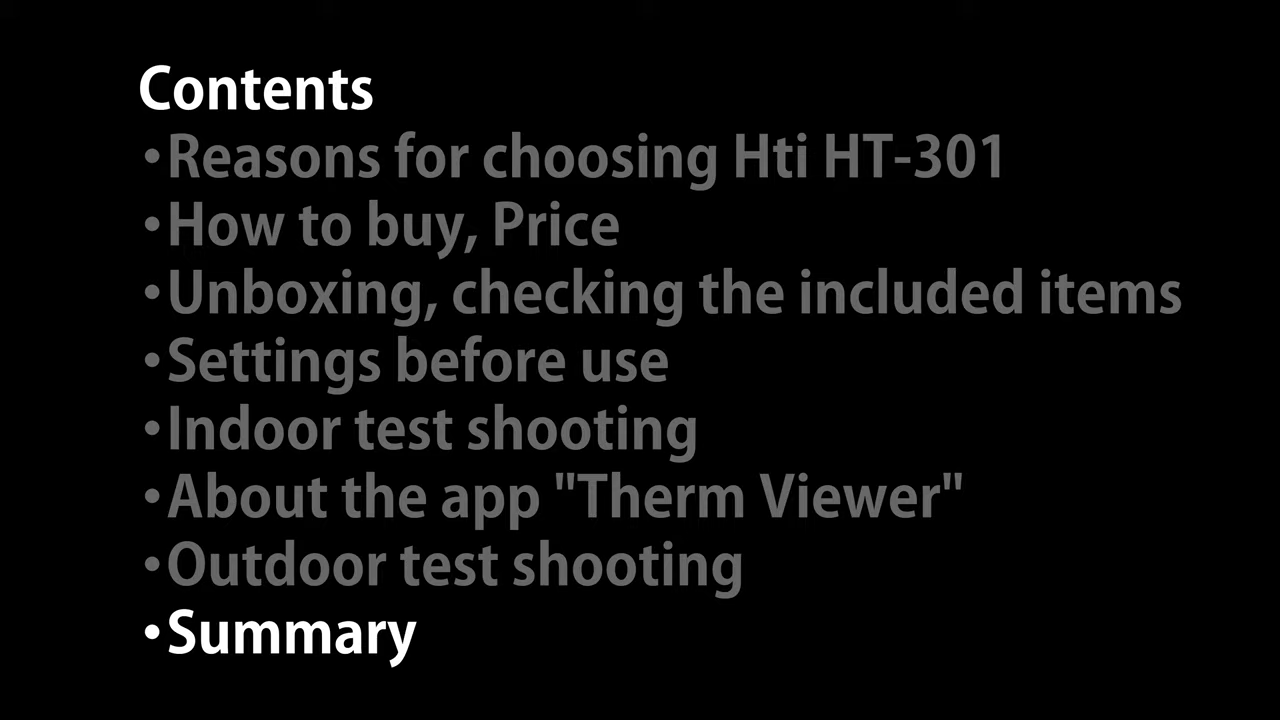 Contents
•Reasons for choosing Hti HT-301
•How to buy, Price
•Unboxing, checking the included items
•Settings before use
•Indoor test shooting
•About the app "Therm Viewer"
•Outdoor test shooting
•Summary